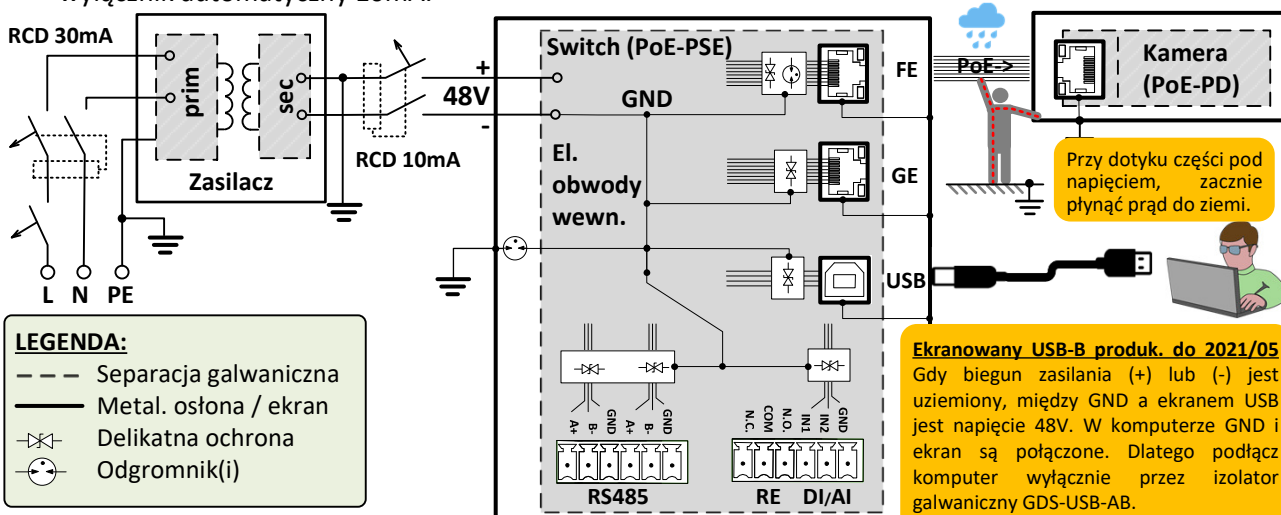 wyłącznik automatyczny 10mA.
RCD 30mA
prim
sec
Zasilacz
L N PE
+
48V
-
RCD 10mA
Switch (PoE-PSE)
GND
El.
obwody
wewn.
FE
GE
USB
PoE->
Kamera
(PoE-PD)
Przy dotyku części pod
napięciem, zacznie
płynąć prąd do ziemi.
LEGENDA:
Separacja galwaniczna
Metal. osłona / ekran
Delikatna ochrona
Odgromnik(i)
A+ B- GND A+ B- GND
RS485
N.C. COM N.O. IN1 IN2 GND
RE DI/AI
Ekranowany USB-B produk. do 2021/05
Gdy biegun zasilania (+) lub (-) jest
uziemiony, między GND a ekranem USB
jest napięcie 48V. W komputerze GND i
ekran są połączone. Dlatego podłącz
komputer wyłącznie przez izolator
galwaniczny GDS-USB-AB.